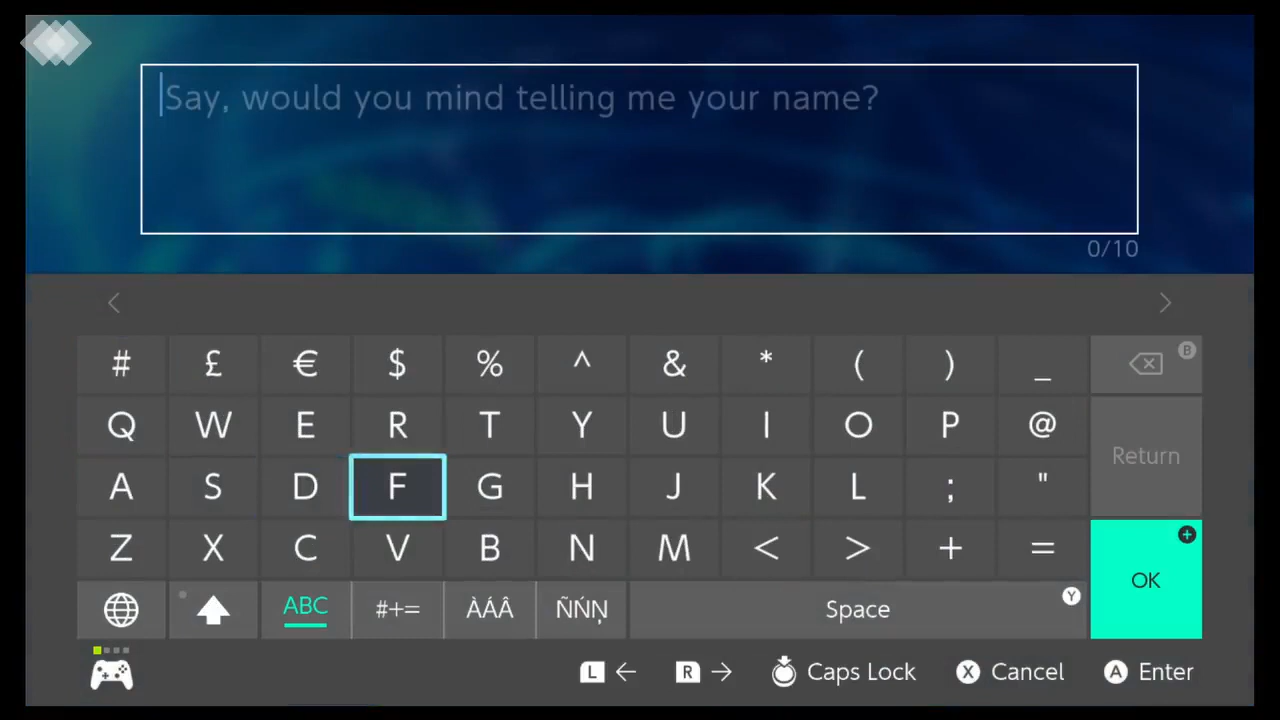 Say, would you mind telling me your name?
0/10
< >
# £ € $ % ^ & * ( ) _ B
Q W E R T Y U I O P @ Return
A S D F G H J K L ; "
Z X C V B N M < > + = + OK
ABC #+= ÀÁÂ ÑŃŅ Space Y
L ← R → Caps Lock X Cancel A Enter